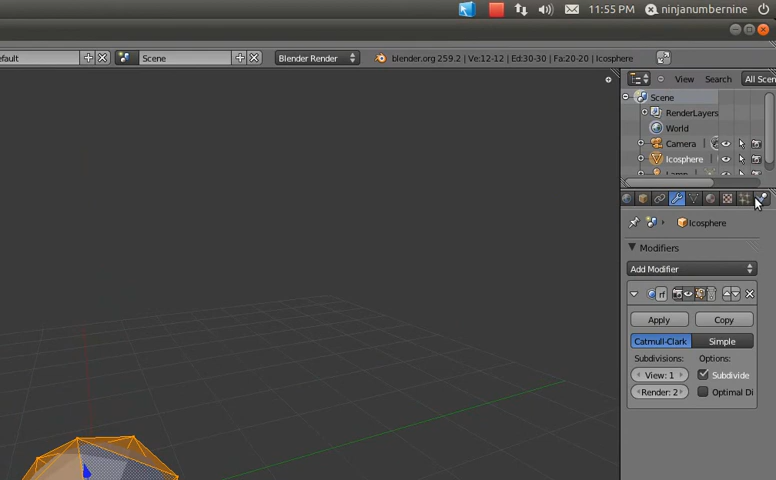 11:55 PM ninjanumbernine
efault Scene Blender Render blender.org 259.2 | Ve:12-12 | Ed:30-30 | Fa:20-20 | Icosphere
View Search All Scen
Scene
RenderLayers
World
Camera
Icosphere
Lamp
Icosphere
Modifiers
Add Modifier
rf
Apply Copy
Catmull-Clark Simple
Subdivisions: Options:
View: 1 Subdivide
Render: 2 Optimal Di